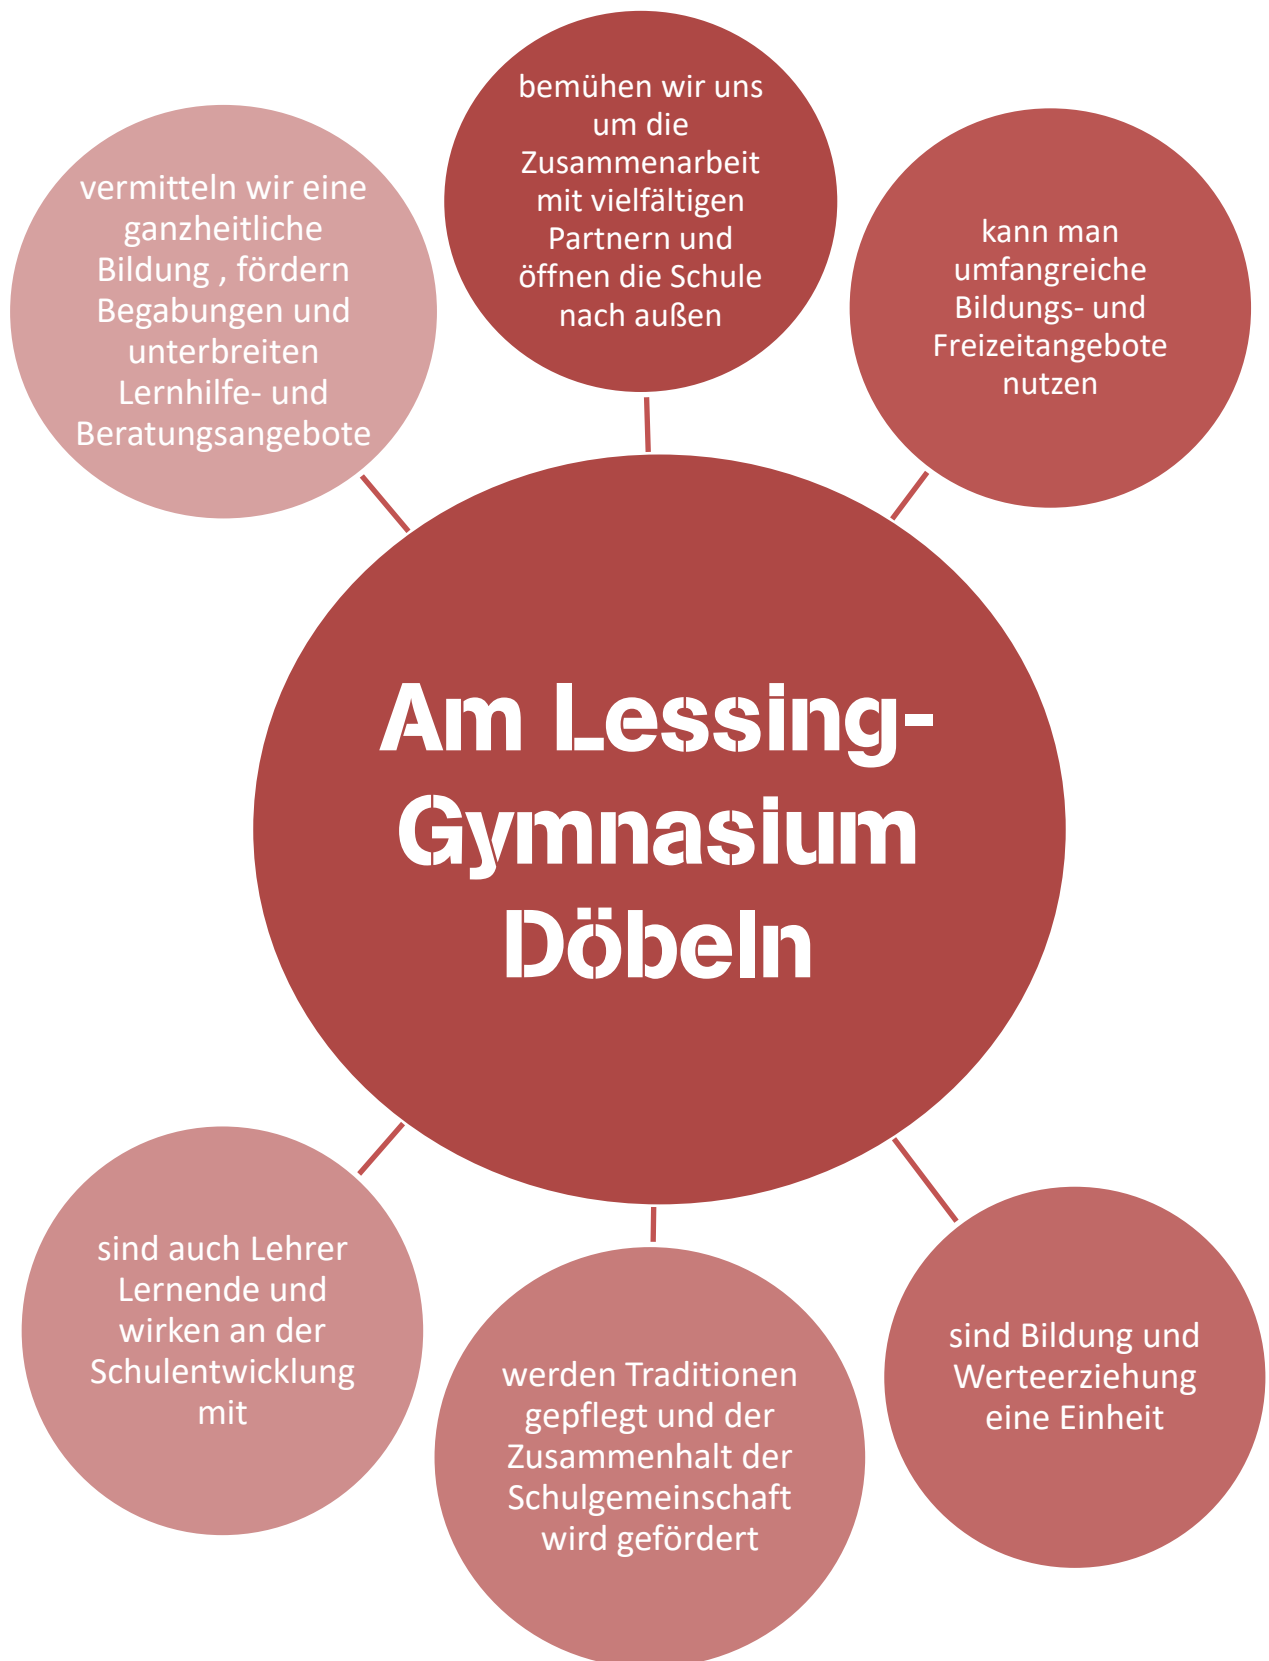 bemühen wir uns
um die
Zusammenarbeit
mit vielfältigen
Partnern und
öffnen die Schule
nach außen
vermitteln wir eine
ganzheitliche
Bildung , fördern
Begabungen und
unterbreiten
Lernhilfe- und
Beratungsangebote
kann man
umfangreiche
Bildungs- und
Freizeitangebote
nutzen
Am Lessing-
Gymnasium
Döbeln
sind auch Lehrer
Lernende und
wirken an der
Schulentwicklung
mit
werden Traditionen
gepflegt und der
Zusammenhalt der
Schulgemeinschaft
wird gefördert
sind Bildung und
Werteerziehung
eine Einheit